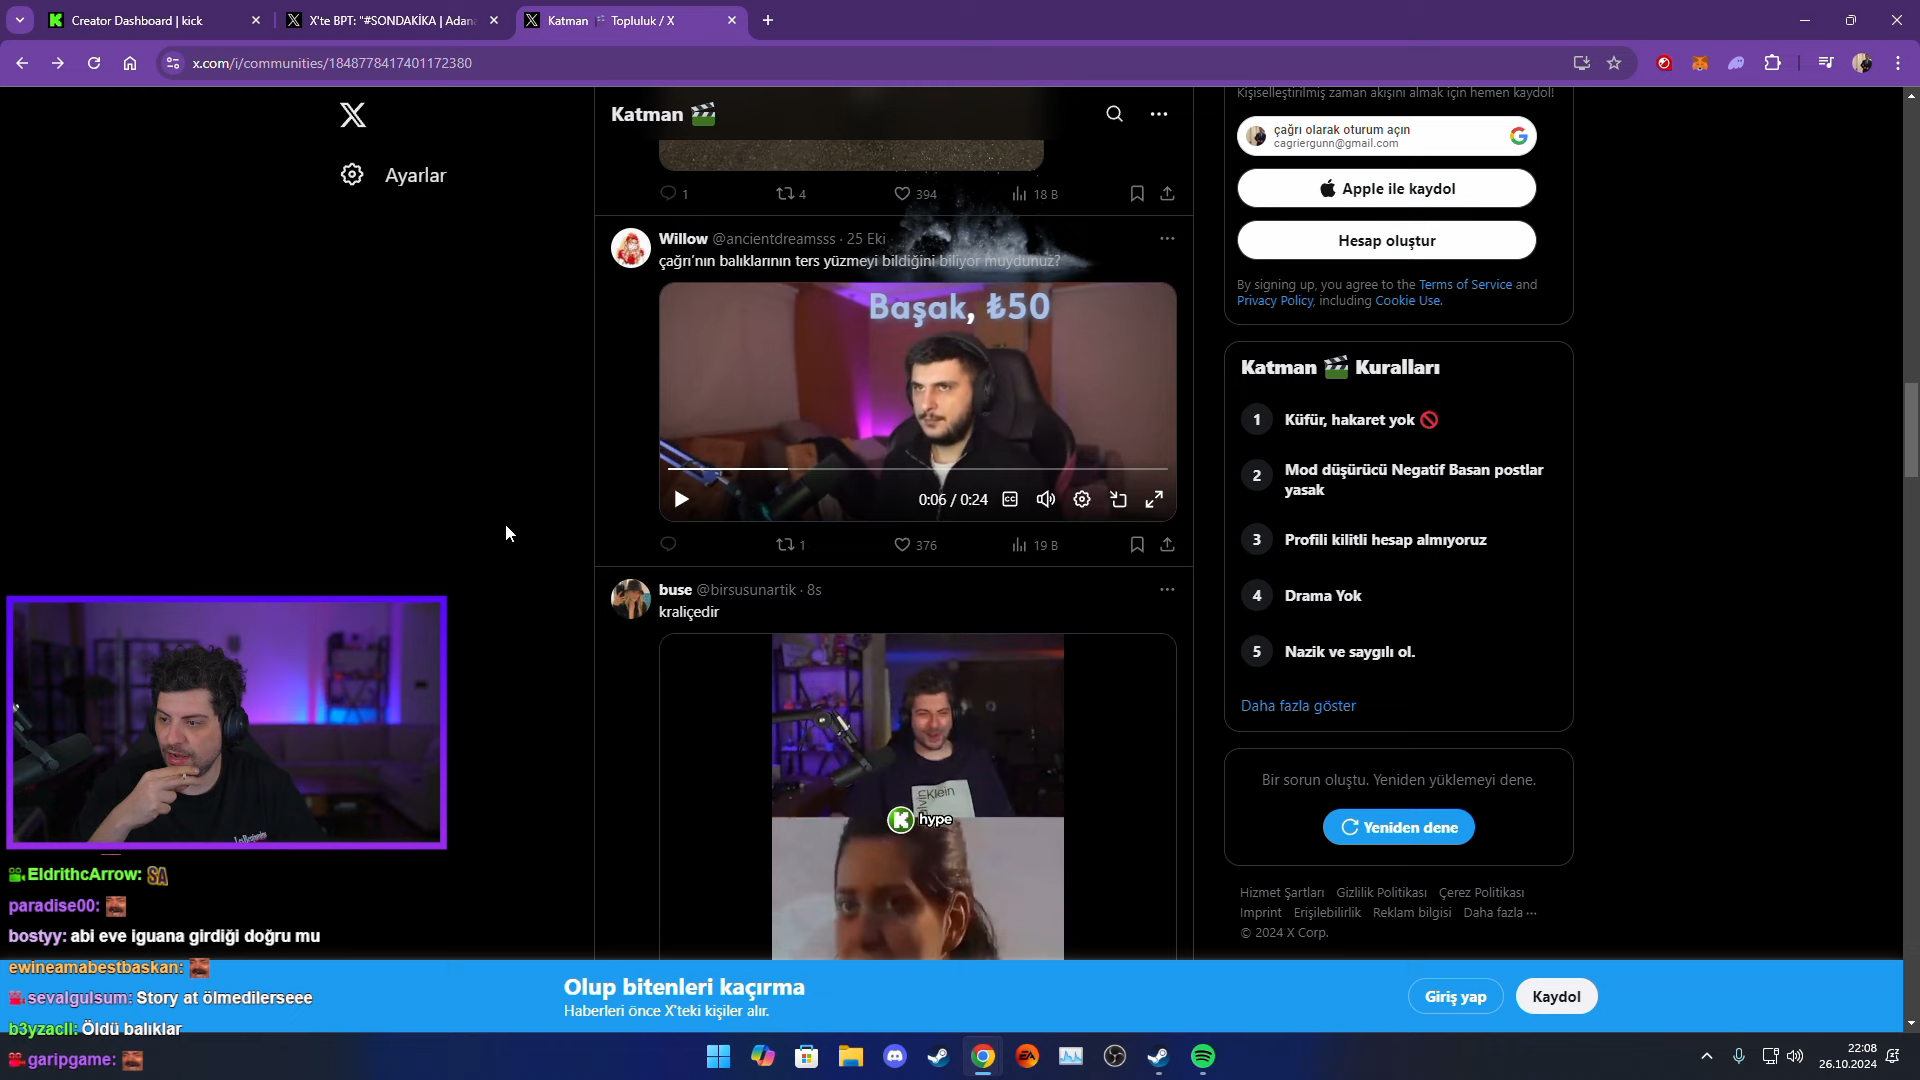 Creator Dashboard | kick
X'te BPT: "#SONDAKİKA | Adana
Katman Topluluk / X
x.com/i/communities/1848778417401172380
Katman
Ayarlar
1
4
394
18 B
Willow @ancientdreamsss · 25 Eki
çağrı'nın balıklarının ters yüzmeyi bildiğini biliyor muydunuz?
Başak, ₺50
0:06 / 0:24
1
376
19 B
buse @birsusunartik · 8s
kraliçedir
Calvin Klein
K hype
Kişiselleştirilmiş zaman akışını almak için hemen kaydol!
çağrı olarak oturum açın
cagriergunn@gmail.com
Apple ile kaydol
Hesap oluştur
By signing up, you agree to the Terms of Service and
Privacy Policy, including Cookie Use.
Katman Kuralları
1 Küfür, hakaret yok
2 Mod düşürücü Negatif Basan postlar
yasak
3 Profili kilitli hesap almıyoruz
4 Drama Yok
5 Nazik ve saygılı ol.
Daha fazla göster
Bir sorun oluştu. Yeniden yüklemeyi dene.
Yeniden dene
Hizmet Şartları Gizlilik Politikası Çerez Politikası
Imprint Erişilebilirlik Reklam bilgisi Daha fazla ···
© 2024 X Corp.
EldrithcArrow: SA
paradise00:
bostyy: abi eve iguana girdiği doğru mu
ewineamabestbaskan:
sevalgulsum: Story at ölmedilerseee
b3yzacll: Öldü balıklar
garipgame:
Olup bitenleri kaçırma
Haberleri önce X'teki kişiler alır.
Giriş yap
Kaydol
22:08
26.10.2024